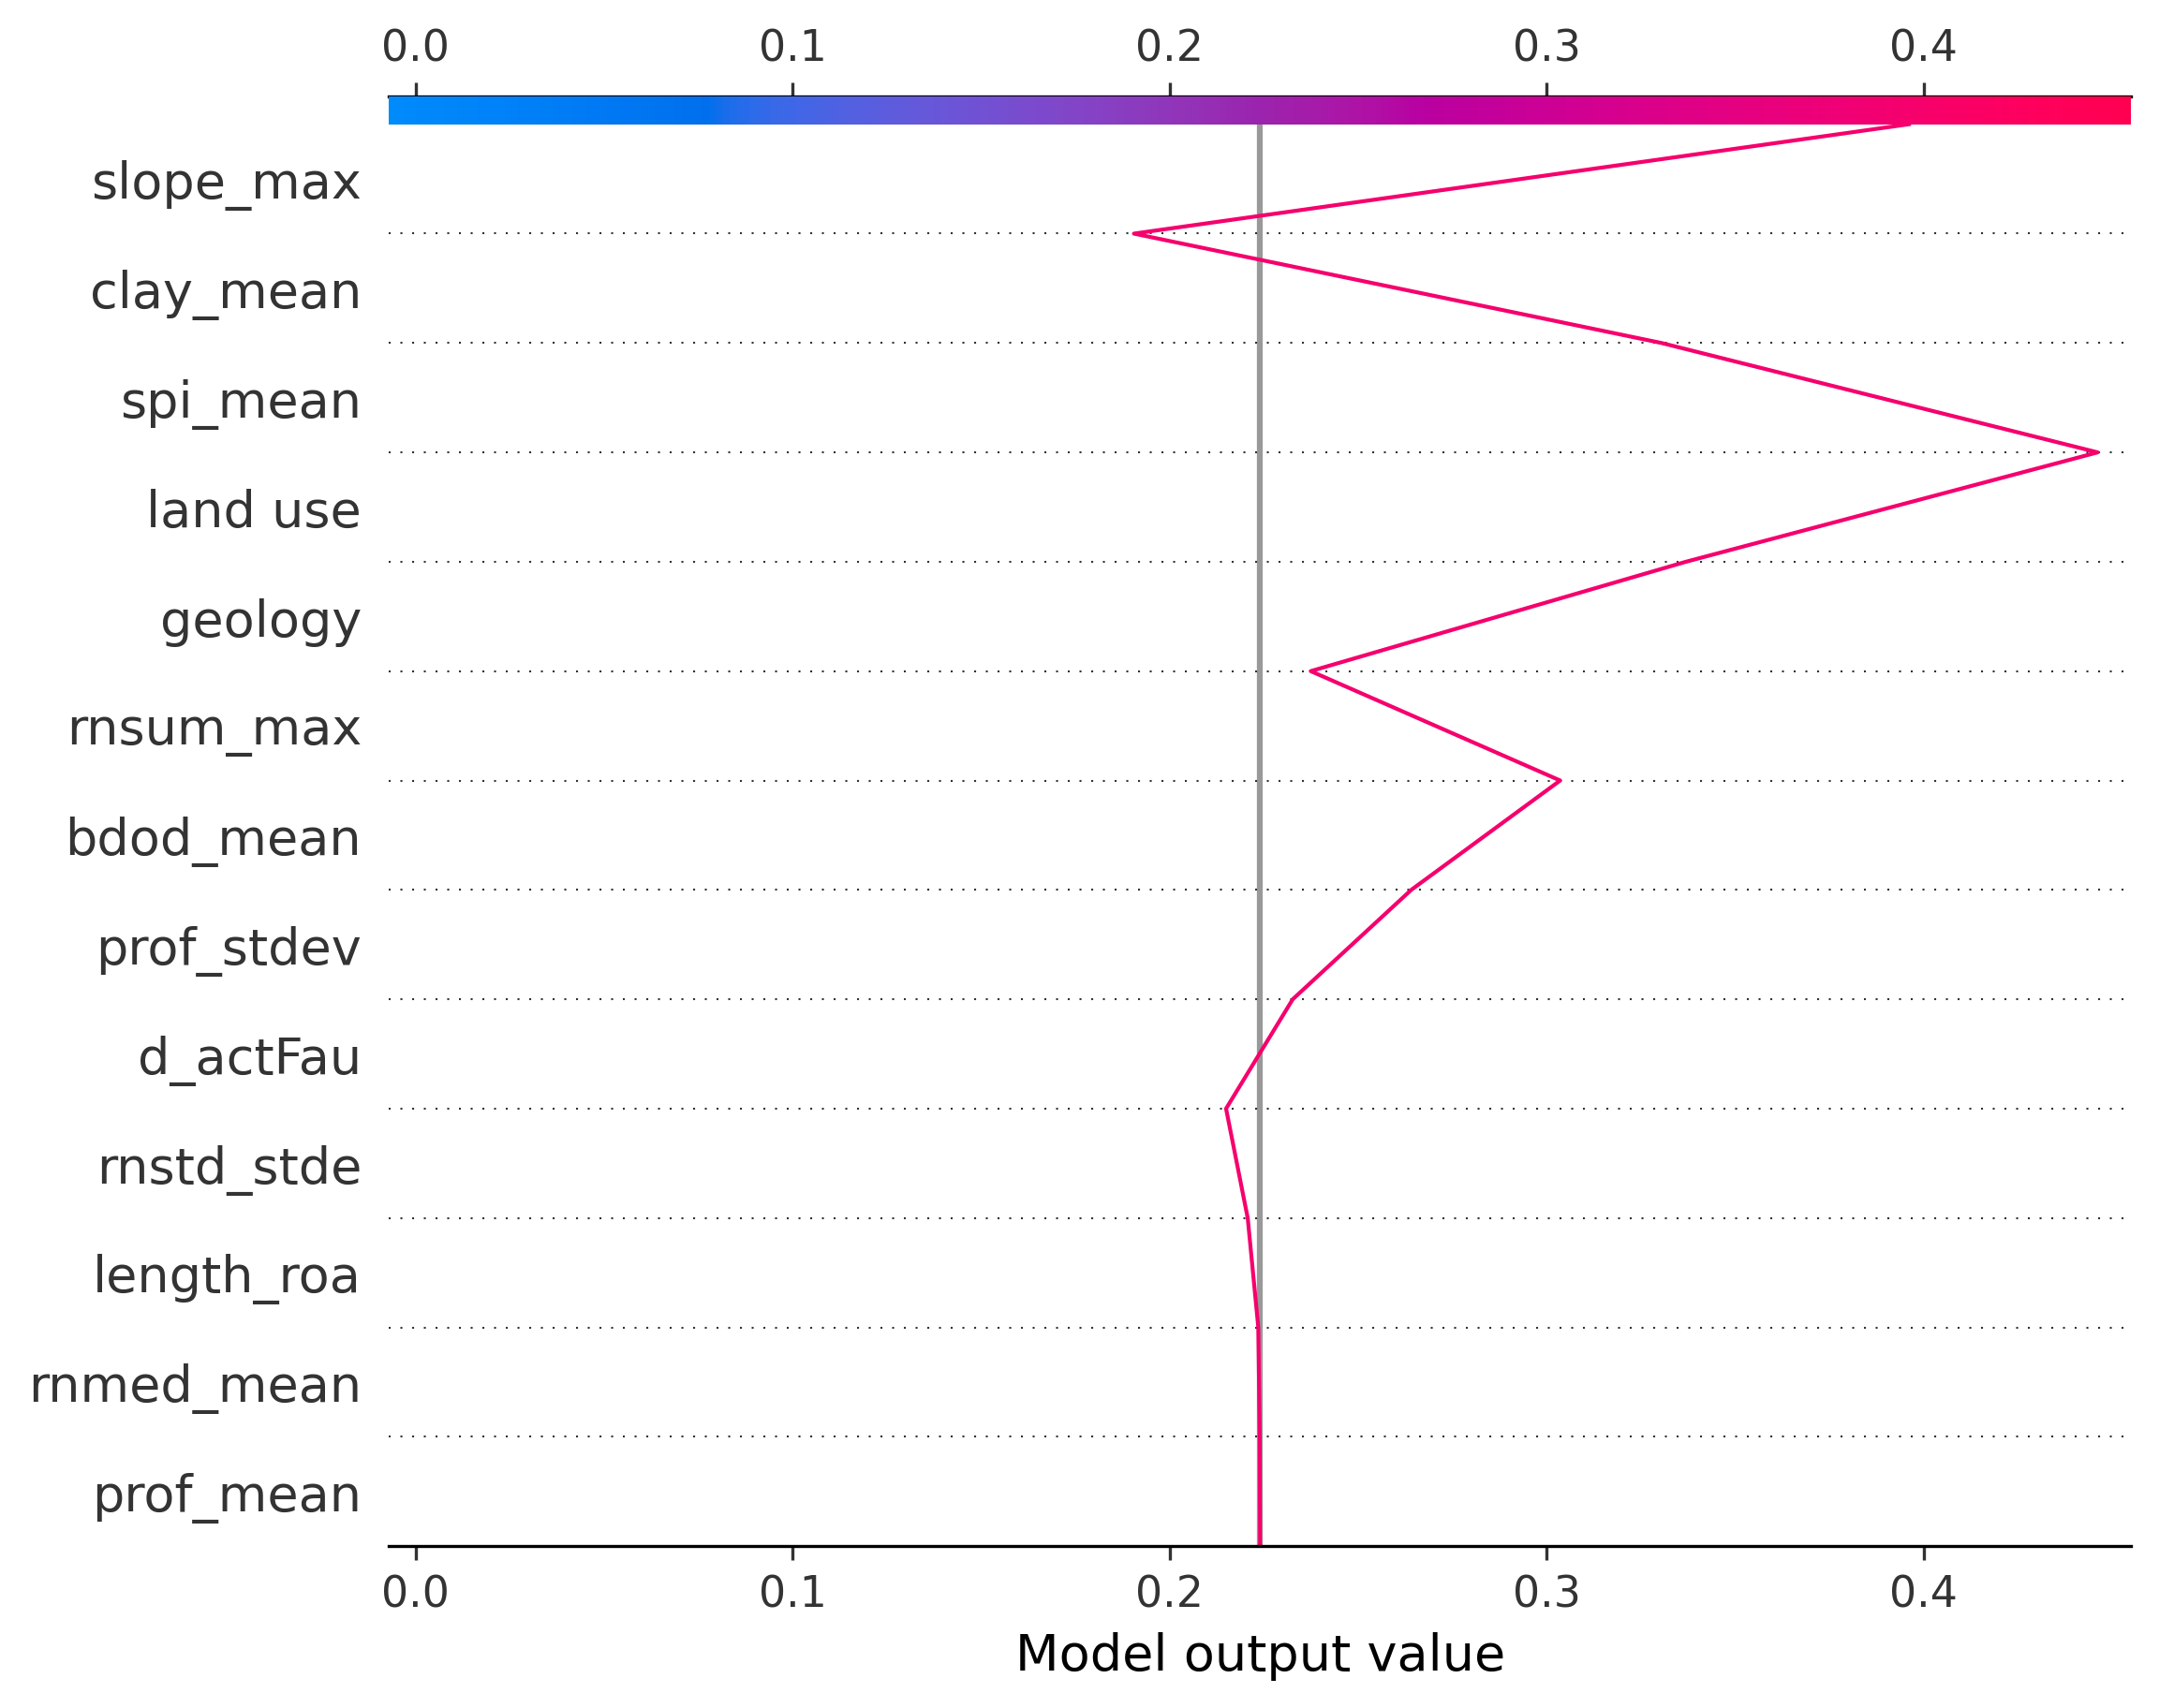 0.0 0.1 0.2 0.3 0.4
slope_max
clay_mean
spi_mean
land use
geology
rnsum_max
bdod_mean
prof_stdev
d_actFau
rnstd_stde
length_roa
rnmed_mean
prof_mean
0.0 0.1 0.2 0.3 0.4
Model output value